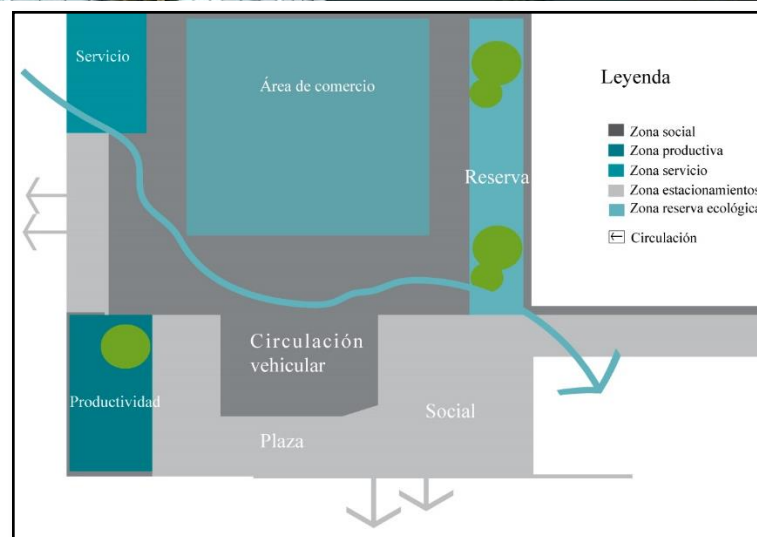 Servicio
Área de comercio
Reserva
Circulación
vehicular
Productividad
Plaza
Social
Leyenda
Zona social
Zona productiva
Zona servicio
Zona estacionamientos
Zona reserva ecológica
Circulación